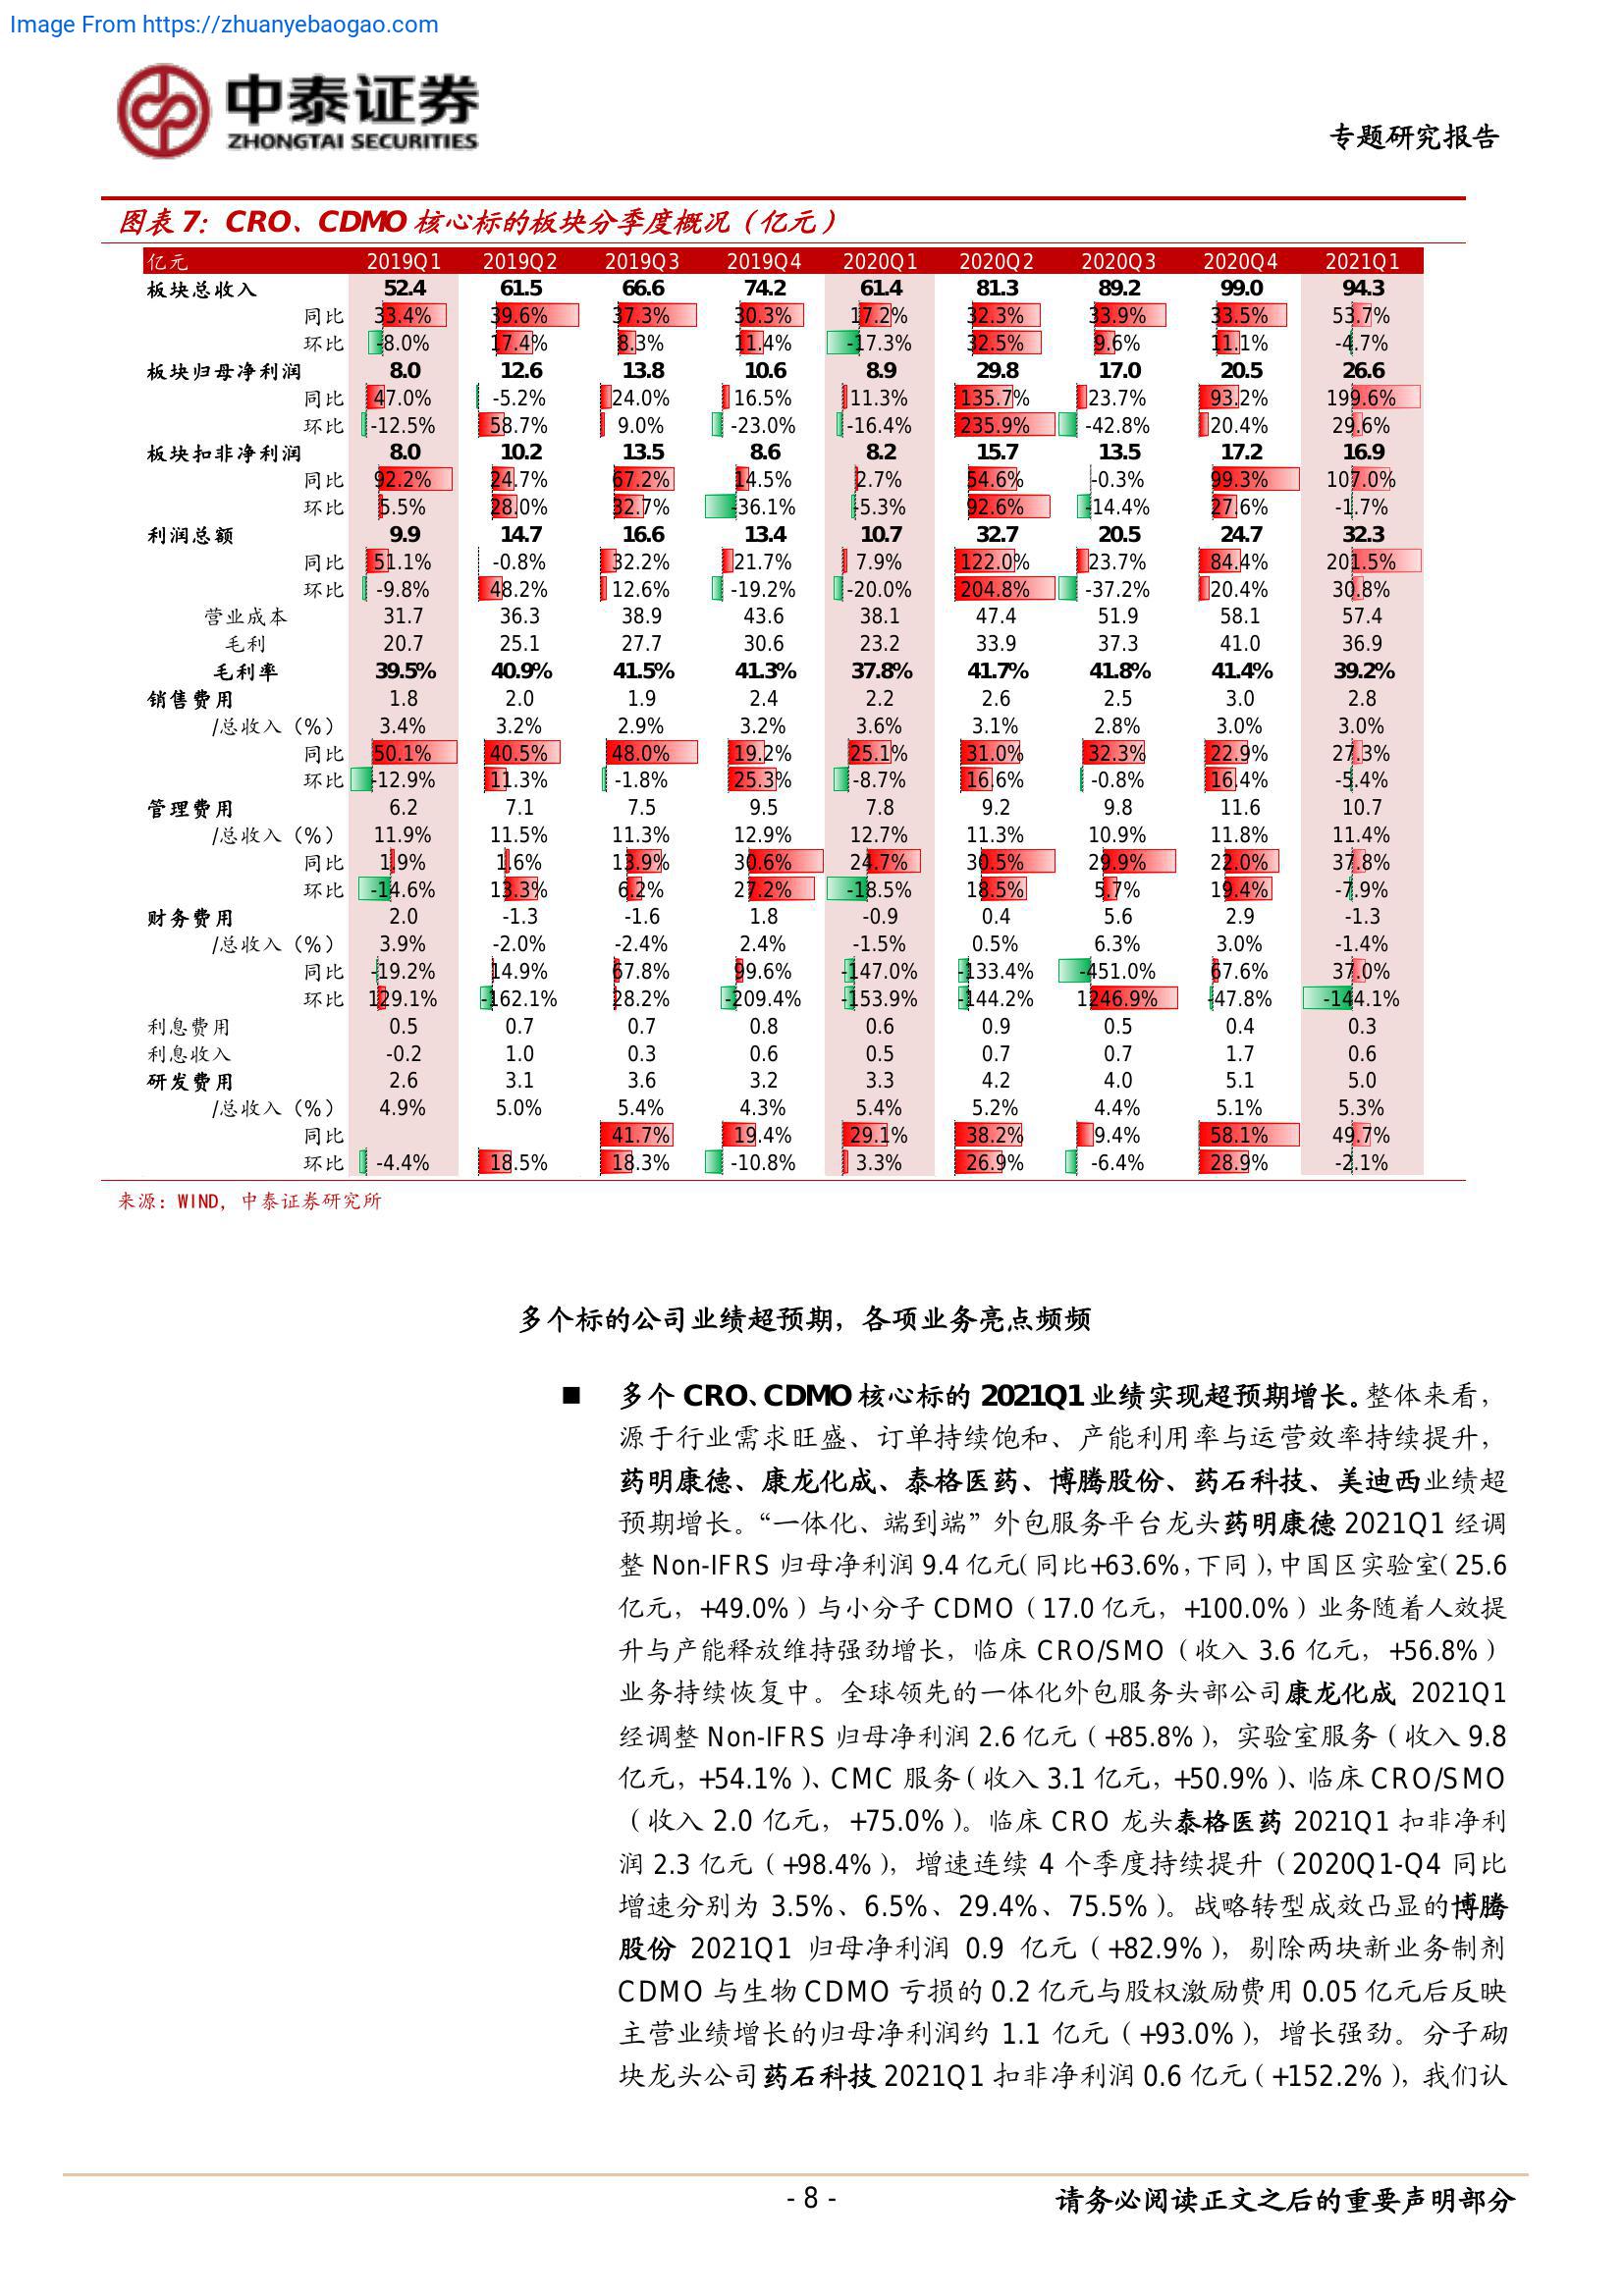 Image From https://zhuanyebaogao.com
中泰证券
ZHONGTAI SECURITIES
专题研究报告
图表 7：CRO、CDMO 核心标的板块分季度概况（亿元）
亿元 2019Q1 2019Q2 2019Q3 2019Q4 2020Q1 2020Q2 2020Q3 2020Q4 2021Q1
板块总收入 52.4 61.5 66.6 74.2 61.4 81.3 89.2 99.0 94.3
同比 33.4% 39.6% 37.3% 30.3% 17.2% 32.3% 33.9% 33.5% 53.7%
环比 -8.0% 17.4% 8.3% 11.4% -17.3% 32.5% 9.6% 11.1% -4.7%
板块归母净利润 8.0 12.6 13.8 10.6 8.9 29.8 17.0 20.5 26.6
同比 47.0% -5.2% 24.0% 16.5% 11.3% 135.7% 23.7% 93.2% 199.6%
环比 -12.5% 58.7% 9.0% -23.0% -16.4% 235.9% -42.8% 20.4% 29.6%
板块扣非净利润 8.0 10.2 13.5 8.6 8.2 15.7 13.5 17.2 16.9
同比 92.2% 24.7% 67.2% 14.5% 2.7% 54.6% -0.3% 99.3% 107.0%
环比 5.5% 28.0% 32.7% -36.1% -5.3% 92.6% -14.4% 27.6% -1.7%
利润总额 9.9 14.7 16.6 13.4 10.7 32.7 20.5 24.7 32.3
同比 51.1% -0.8% 32.2% 21.7% 7.9% 122.0% 23.7% 84.4% 201.5%
环比 -9.8% 48.2% 12.6% -19.2% -20.0% 204.8% -37.2% 20.4% 30.8%
营业成本 31.7 36.3 38.9 43.6 38.1 47.4 51.9 58.1 57.4
毛利 20.7 25.1 27.7 30.6 23.2 33.9 37.3 41.0 36.9
毛利率 39.5% 40.9% 41.5% 41.3% 37.8% 41.7% 41.8% 41.4% 39.2%
销售费用 1.8 2.0 1.9 2.4 2.2 2.6 2.5 3.0 2.8
/总收入（%） 3.4% 3.2% 2.9% 3.2% 3.6% 3.1% 2.8% 3.0% 3.0%
同比 50.1% 40.5% 48.0% 19.2% 25.1% 31.0% 32.3% 22.9% 27.3%
环比 -12.9% 11.3% -1.8% 25.3% -8.7% 16.6% -0.8% 16.4% -5.4%
管理费用 6.2 7.1 7.5 9.5 7.8 9.2 9.8 11.6 10.7
/总收入（%） 11.9% 11.5% 11.3% 12.9% 12.7% 11.3% 10.9% 11.8% 11.4%
同比 1.9% 1.6% 13.9% 30.6% 24.7% 30.5% 29.9% 22.0% 37.8%
环比 -14.6% 13.3% 6.2% 27.2% -18.5% 18.5% 5.7% 19.4% -7.9%
财务费用 2.0 -1.3 -1.6 1.8 -0.9 0.4 5.6 2.9 -1.3
/总收入（%） 3.9% -2.0% -2.4% 2.4% -1.5% 0.5% 6.3% 3.0% -1.4%
同比 -19.2% 14.9% 67.8% 99.6% -147.0% -133.4% -451.0% 67.6% 37.0%
环比 129.1% -162.1% 28.2% -209.4% -153.9% -144.2% 1246.9% -47.8% -144.1%
利息费用 0.5 0.7 0.7 0.8 0.6 0.9 0.5 0.4 0.3
利息收入 -0.2 1.0 0.3 0.6 0.5 0.7 0.7 1.7 0.6
研发费用 2.6 3.1 3.6 3.2 3.3 4.2 4.0 5.1 5.0
/总收入（%） 4.9% 5.0% 5.4% 4.3% 5.4% 5.2% 4.4% 5.1% 5.3%
同比 41.7% 19.4% 29.1% 38.2% 9.4% 58.1% 49.7%
环比 -4.4% 18.5% 18.3% -10.8% 3.3% 26.9% -6.4% 28.9% -2.1%
来源：WIND，中泰证券研究所
多个标的公司业绩超预期，各项业务亮点频频
■ 多个 CRO、CDMO 核心标的 2021Q1 业绩实现超预期增长。整体来看，
源于行业需求旺盛、订单持续饱和、产能利用率与运营效率持续提升，
药明康德、康龙化成、泰格医药、博腾股份、药石科技、美迪西业绩超
预期增长。“一体化、端到端”外包服务平台龙头药明康德 2021Q1 经调
整 Non-IFRS 归母净利润 9.4 亿元（同比+63.6%，下同），中国区实验室（25.6
亿元，+49.0%）与小分子 CDMO（17.0 亿元，+100.0%）业务随着人效提
升与产能释放维持强劲增长，临床 CRO/SMO（收入 3.6 亿元，+56.8%）
业务持续恢复中。全球领先的一体化外包服务头部公司康龙化成 2021Q1
经调整 Non-IFRS 归母净利润 2.6 亿元（+85.8%），实验室服务（收入 9.8
亿元，+54.1%）、CMC 服务（收入 3.1 亿元，+50.9%）、临床 CRO/SMO
（收入 2.0 亿元，+75.0%）。临床 CRO 龙头泰格医药 2021Q1 扣非净利
润 2.3 亿元（+98.4%），增速连续 4 个季度持续提升（2020Q1-Q4 同比
增速分别为 3.5%、6.5%、29.4%、75.5%）。战略转型成效凸显的博腾
股份 2021Q1 归母净利润 0.9 亿元（+82.9%），剔除两块新业务制剂
CDMO 与生物 CDMO 亏损的 0.2 亿元与股权激励费用 0.05 亿元后反映
主营业绩增长的归母净利润约 1.1 亿元（+93.0%），增长强劲。分子砌
块龙头公司药石科技 2021Q1 扣非净利润 0.6 亿元（+152.2%），我们认
- 8 -
请务必阅读正文之后的重要声明部分